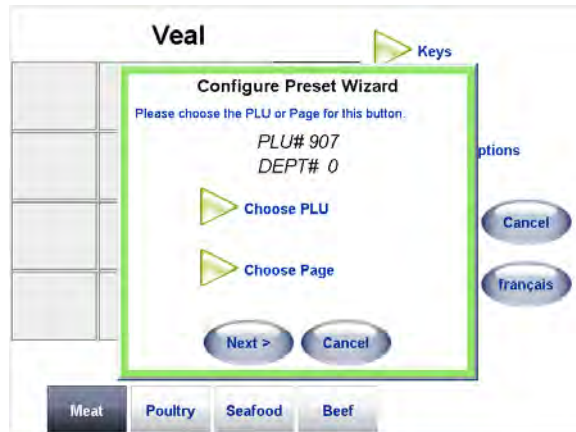 Veal
Keys
Configure Preset Wizard
Please choose the PLU or Page for this button.
PLU# 907
DEPT# 0
ptions
Choose PLU
Cancel
Choose Page
français
Next >
Cancel
Meat
Poultry
Seafood
Beef